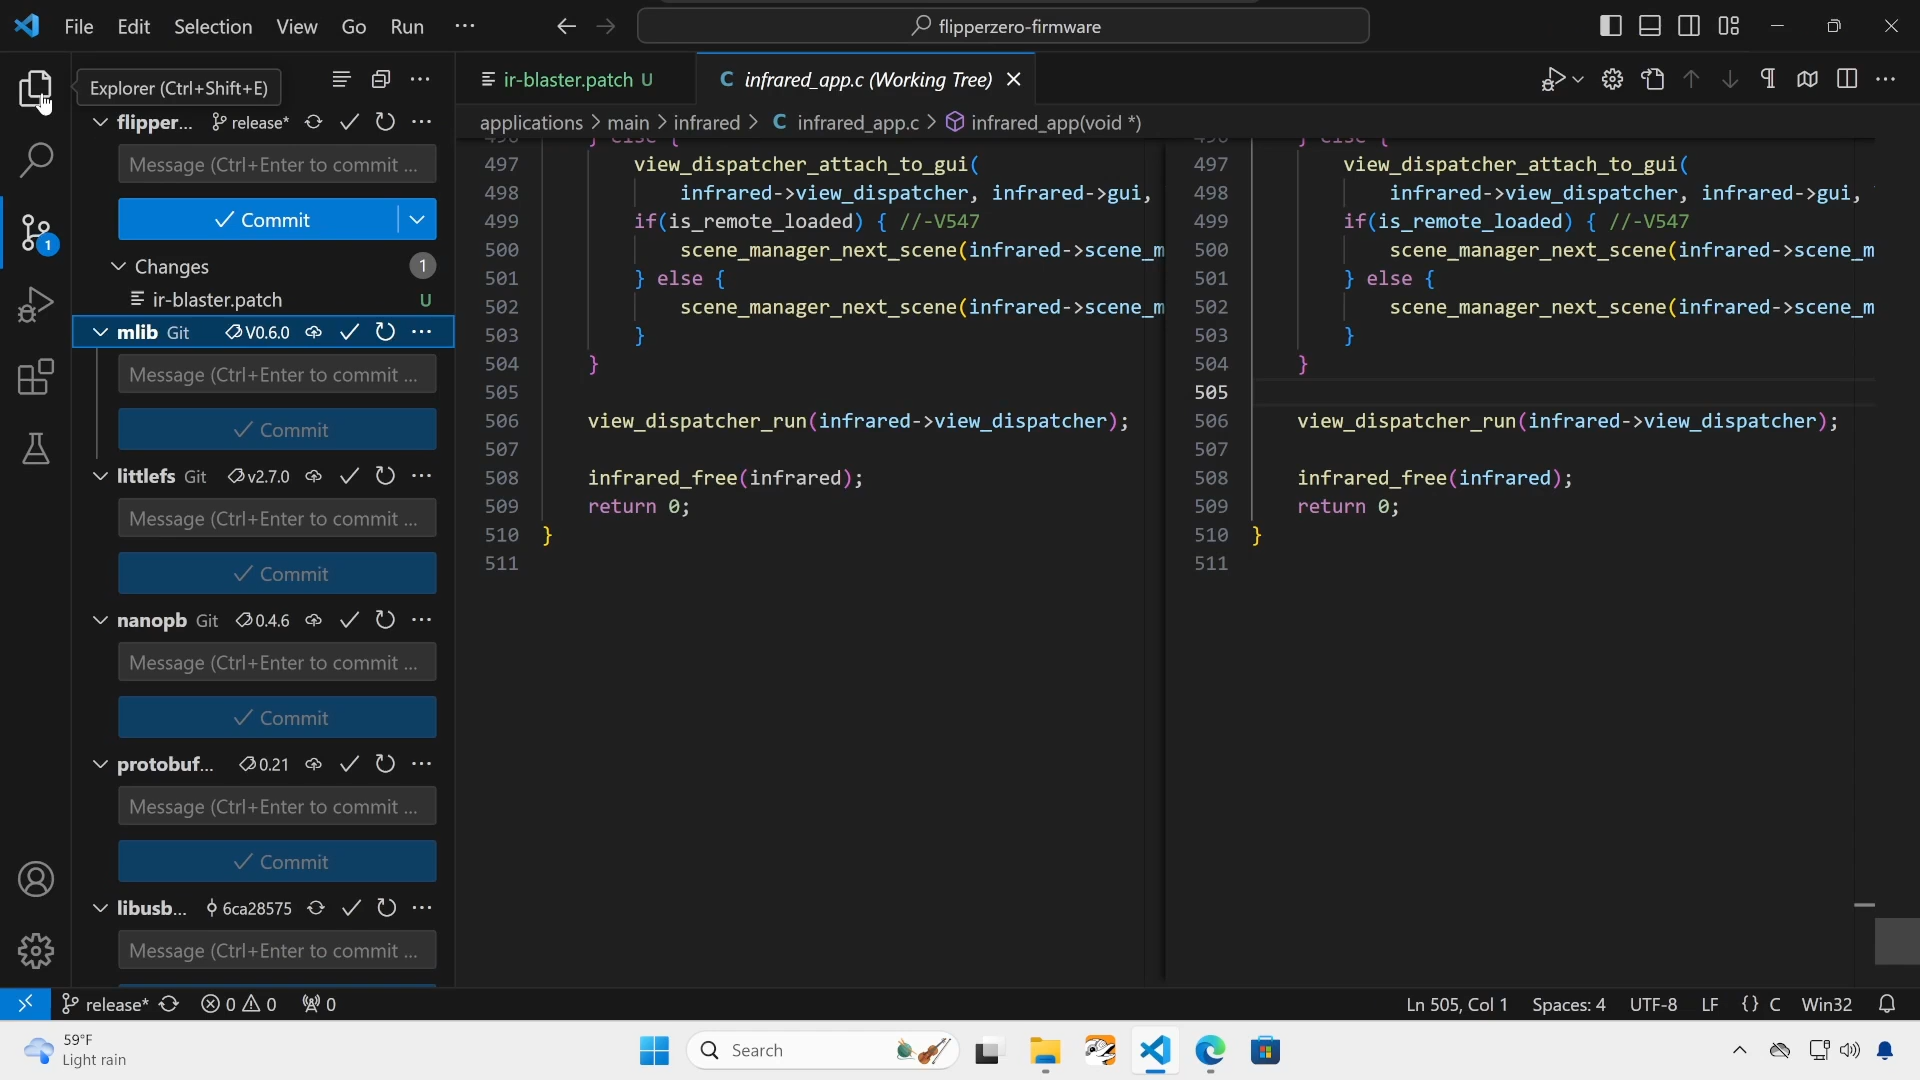 File Edit Selection View Go Run ···
flipperzero-firmware
Explorer (Ctrl+Shift+E)
ir-blaster.patch U
C infrared_app.c (Working Tree)
applications > main > infrared > C infrared_app.c > infrared_app(void *)
flipper... release*
Message (Ctrl+Enter to commit ...
Commit
Changes 1
ir-blaster.patch U
1
mlib Git V0.6.0
Message (Ctrl+Enter to commit ...
Commit
littlefs Git v2.7.0
Message (Ctrl+Enter to commit ...
Commit
nanopb Git 0.4.6
Message (Ctrl+Enter to commit ...
Commit
protobuf... 0.21
Message (Ctrl+Enter to commit ...
Commit
libusb... 6ca28575
Message (Ctrl+Enter to commit ...
496 } else {
497 view_dispatcher_attach_to_gui(
498 infrared->view_dispatcher, infrared->gui,
499 if(is_remote_loaded) { //-V547
500 scene_manager_next_scene(infrared->scene_m
501 } else {
502 scene_manager_next_scene(infrared->scene_m
503 }
504 }
505
506 view_dispatcher_run(infrared->view_dispatcher);
507
508 infrared_free(infrared);
509 return 0;
510 }
511
496 } else {
497 view_dispatcher_attach_to_gui(
498 infrared->view_dispatcher, infrared->gui,
499 if(is_remote_loaded) { //-V547
500 scene_manager_next_scene(infrared->scene_m
501 } else {
502 scene_manager_next_scene(infrared->scene_m
503 }
504 }
505
506 view_dispatcher_run(infrared->view_dispatcher);
507
508 infrared_free(infrared);
509 return 0;
510 }
511
release* 0 0 0
Ln 505, Col 1 Spaces: 4 UTF-8 LF {} C Win32
59°F
Light rain
Search